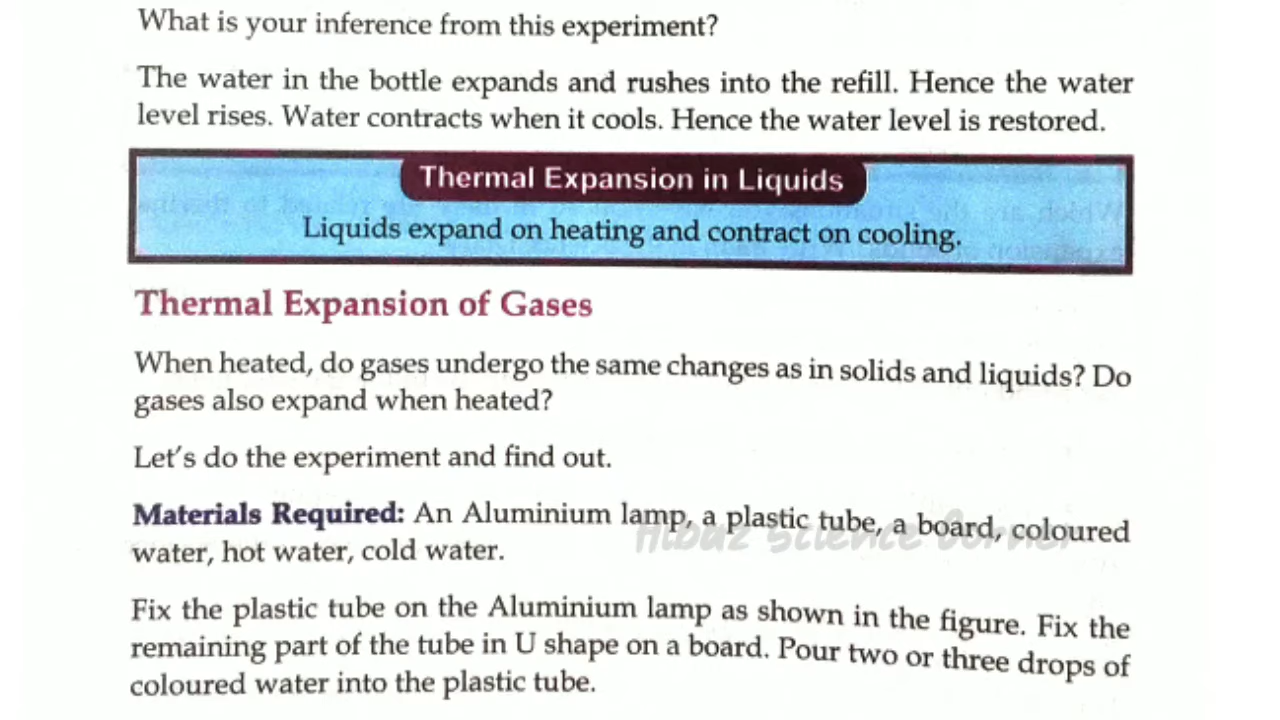 What is your inference from this experiment?
The water in the bottle expands and rushes into the refill. Hence the water
level rises. Water contracts when it cools. Hence the water level is restored.
Thermal Expansion in Liquids
Liquids expand on heating and contract on cooling.
Thermal Expansion of Gases
When heated, do gases undergo the same changes as in solids and liquids? Do
gases also expand when heated?
Let's do the experiment and find out.
Materials Required: An Aluminium lamp, a plastic tube, a board, coloured
water, hot water, cold water.
Hibuz Science Corner
Fix the plastic tube on the Aluminium lamp as shown in the figure. Fix the
remaining part of the tube in U shape on a board. Pour two or three drops of
coloured water into the plastic tube.